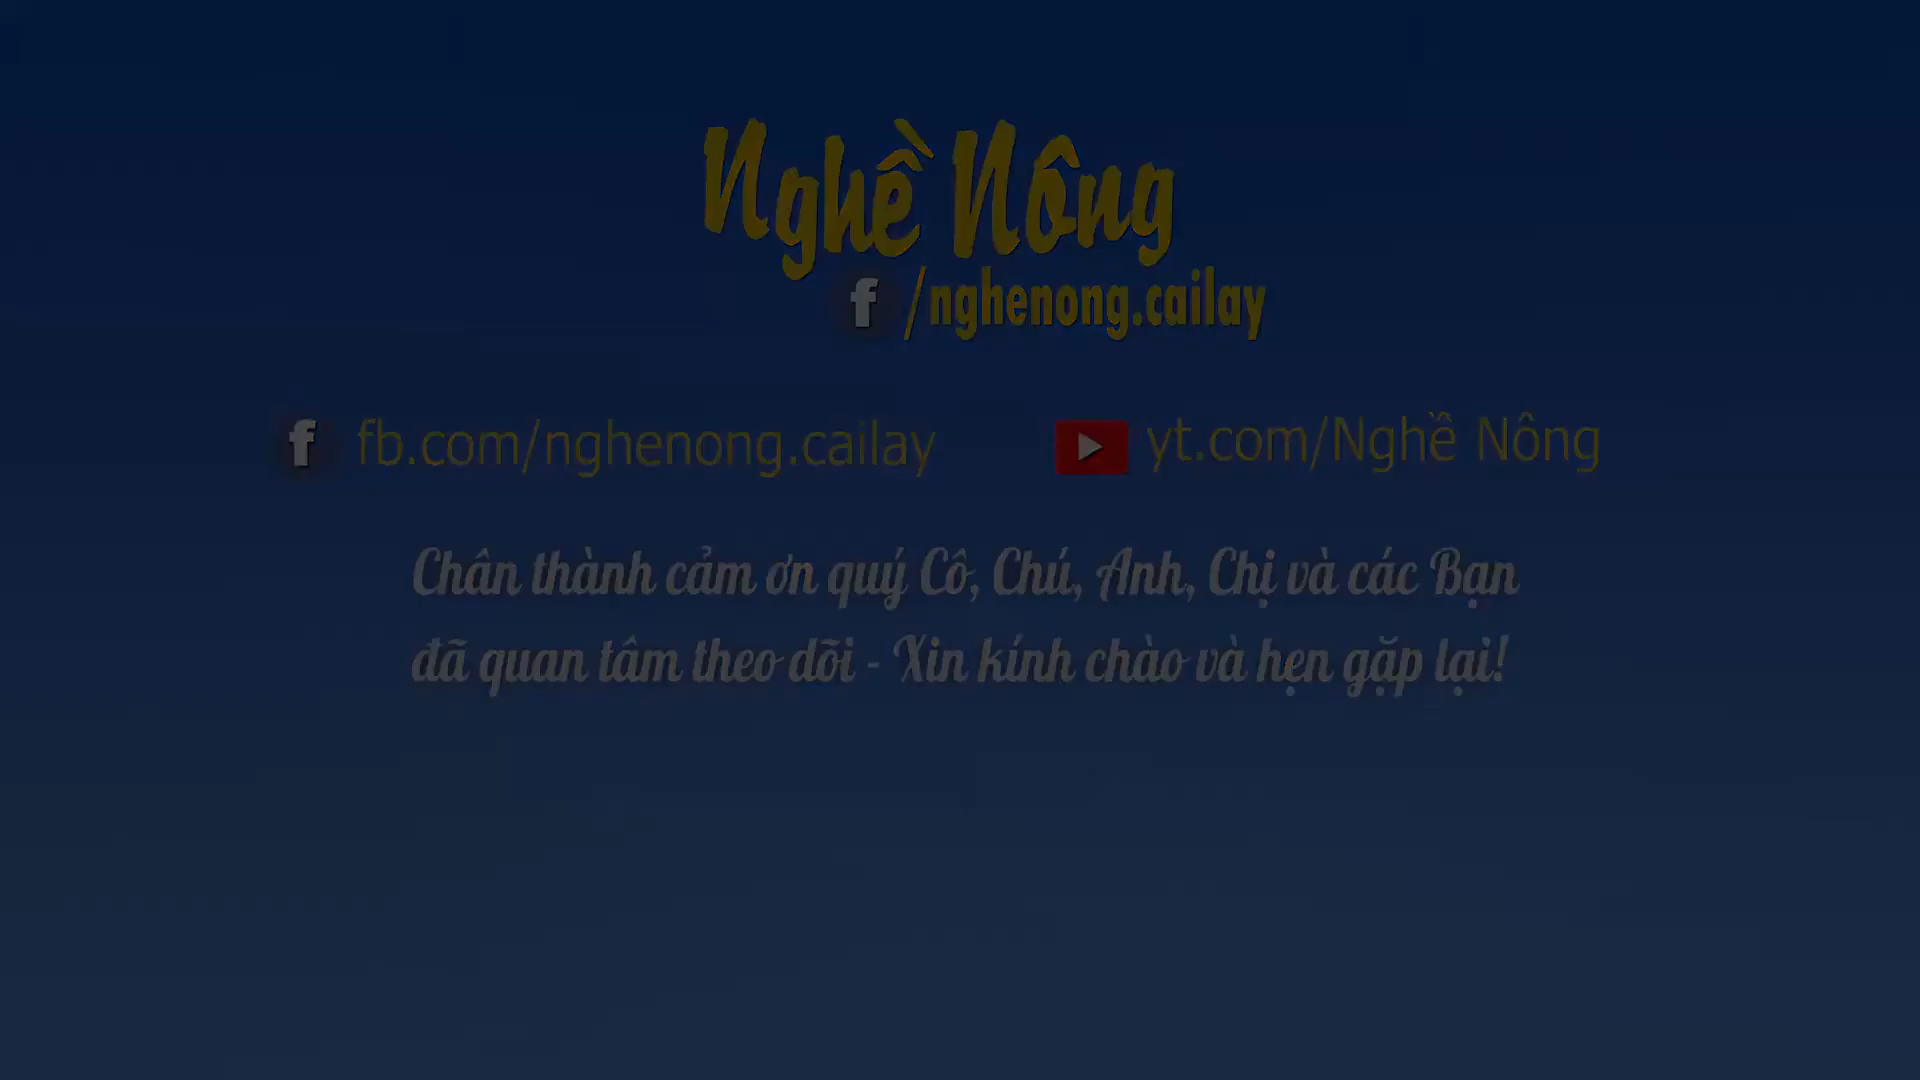 Nghề Nông
f /nghenong.cailay
f fb.com/nghenong.cailay
yt.com/Nghề Nông
Chân thành cảm ơn quý Cô, Chú, Anh, Chị và các Bạn
đã quan tâm theo dõi - Xin kính chào và hẹn gặp lại!